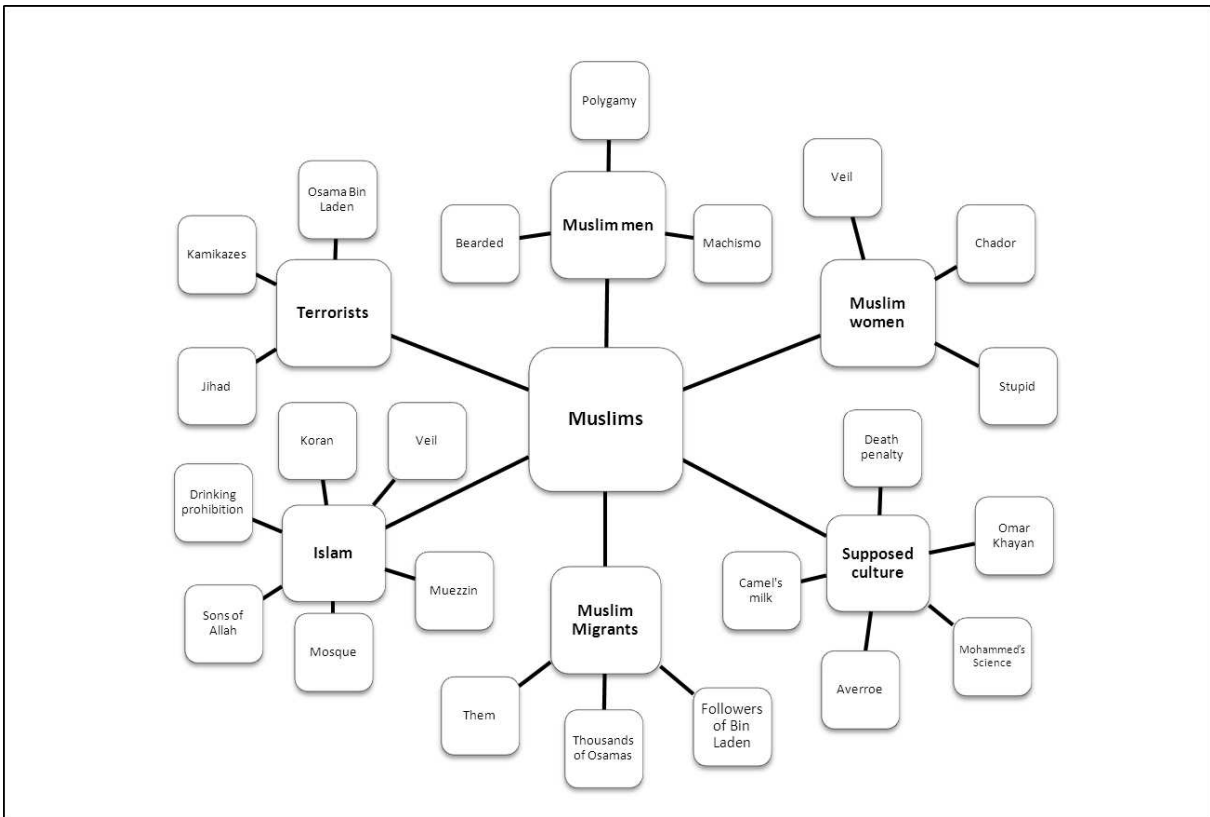 Polygamy
Veil
Osama Bin
Laden
Muslim men
Bearded
Machismo
Chador
Kamikazes
Terrorists
Muslim
women
Jihad
Stupid
Muslims
Koran
Veil
Death
penalty
Drinking
prohibition
Omar
Khayan
Islam
Supposed
culture
Camel's
milk
Muezzin
Muslim
Migrants
Sons of
Allah
Mosque
Mohammed's
Science
Averroe
Them
Followers
of Bin
Laden
Thousands
of Osamas